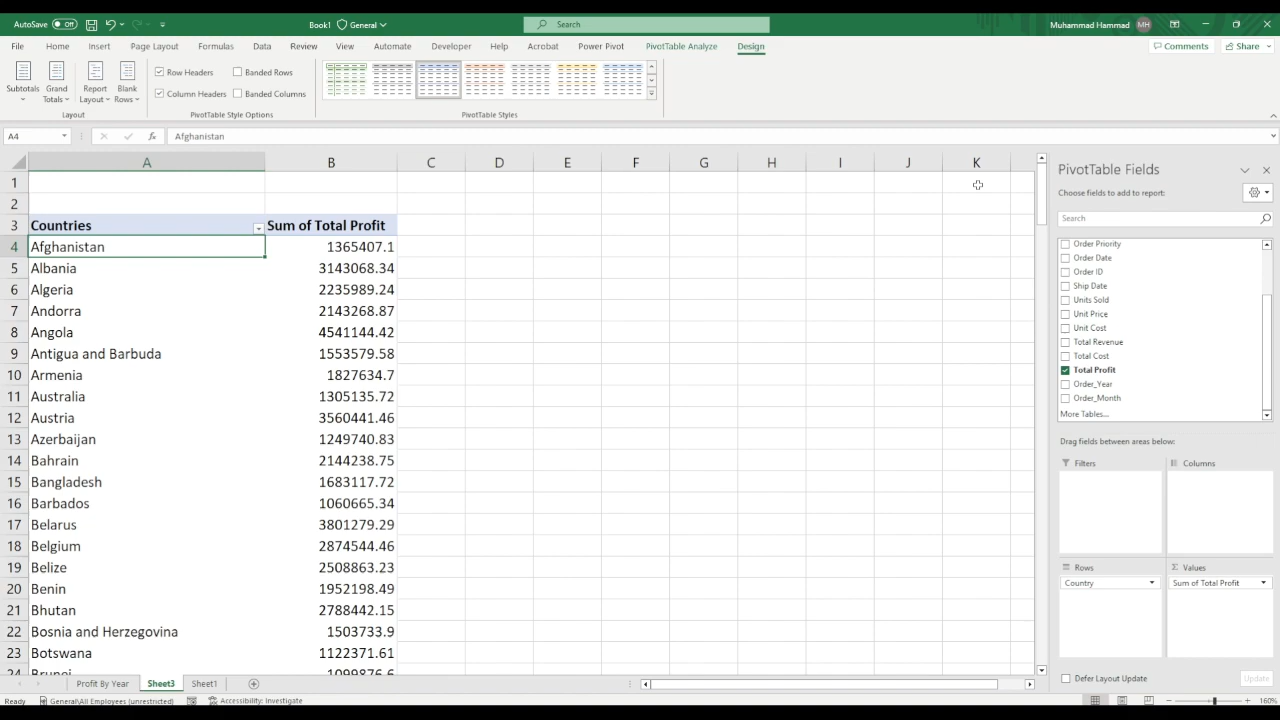 AutoSave Off Book1 General Search Muhammad Hammad MH
File Home Insert Page Layout Formulas Data Review View Automate Developer Help Acrobat Power Pivot PivotTable Analyze Design Comments Share
Subtotals Grand Totals Report Layout Blank Rows
Row Headers Banded Rows
Column Headers Banded Columns
Layout PivotTable Style Options PivotTable Styles
A4 fx Afghanistan
A B C D E F G H I J K
1
2
3 Countries Sum of Total Profit
4 Afghanistan 1365407.1
5 Albania 3143068.34
6 Algeria 2235989.24
7 Andorra 2143268.87
8 Angola 4541144.42
9 Antigua and Barbuda 1553579.58
10 Armenia 1827634.7
11 Australia 1305135.72
12 Austria 3560441.46
13 Azerbaijan 1249740.83
14 Bahrain 2144238.75
15 Bangladesh 1683117.72
16 Barbados 1060665.34
17 Belarus 3801279.29
18 Belgium 2874544.46
19 Belize 2508863.23
20 Benin 1952198.49
21 Bhutan 2788442.15
22 Bosnia and Herzegovina 1503733.9
23 Botswana 1122371.61
24 Brunei 1099876.6
PivotTable Fields
Choose fields to add to report:
Search
Order Priority
Order Date
Order ID
Ship Date
Units Sold
Unit Price
Unit Cost
Total Revenue
Total Cost
Total Profit
Order_Year
Order_Month
More Tables...
Drag fields between areas below:
Filters Columns
Rows Values
Country Sum of Total Profit
Defer Layout Update Update
Profit By Year Sheet3 Sheet1
Ready General\All Employees (unrestricted) Accessibility: Investigate 160%